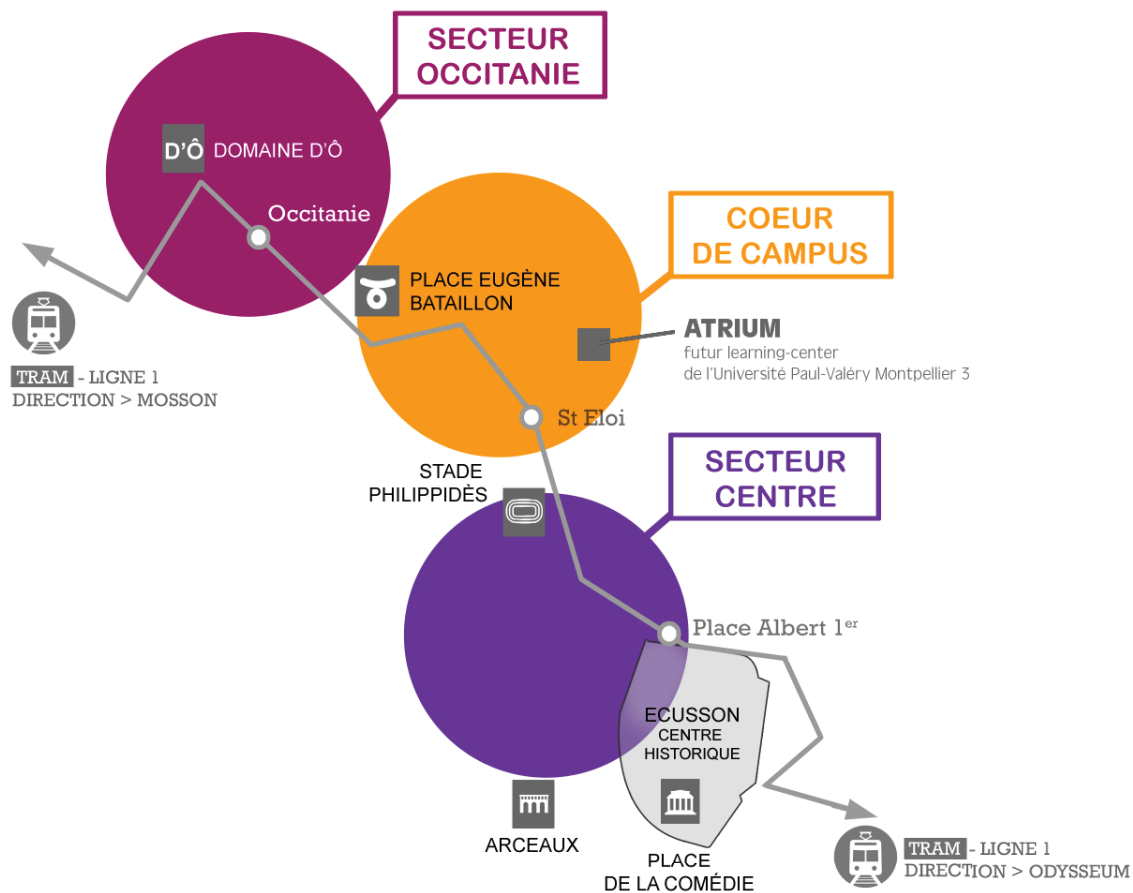 SECTEUR
OCCITANIE
D'Ô DOMAINE D'Ô
Occitanie
COEUR
DE CAMPUS
PLACE EUGÈNE
BATAILLON
ATRIUM
futur learning-center
de l'Université Paul-Valéry Montpellier 3
TRAM - LIGNE 1
DIRECTION > MOSSON
St Eloi
SECTEUR
CENTRE
STADE
PHILIPPIDÈS
Place Albert 1er
ECUSSON
CENTRE
HISTORIQUE
ARCEAUX
PLACE
DE LA COMÉDIE
TRAM - LIGNE 1
DIRECTION > ODYSSEUM